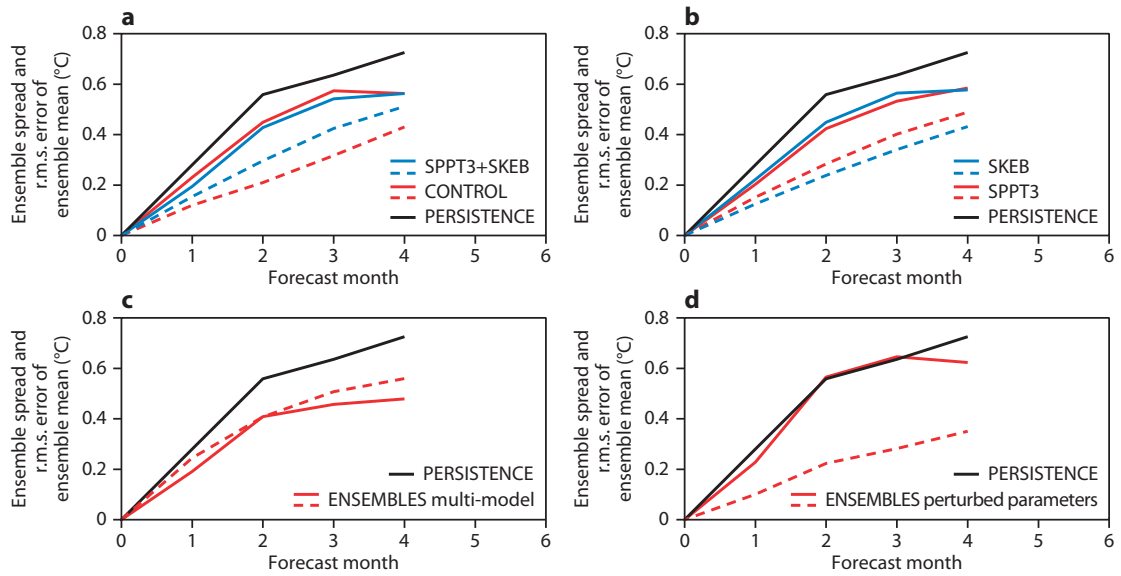 a
Ensemble spread and
r.m.s. error of
ensemble mean (°C)
0.8
0.6
0.4
0.2
0
SPPT3+SKEB
CONTROL
PERSISTENCE
0 1 2 3 4 5 6
Forecast month
b
Ensemble spread and
r.m.s. error of
ensemble mean (°C)
0.8
0.6
0.4
0.2
0
SKEB
SPPT3
PERSISTENCE
0 1 2 3 4 5 6
Forecast month
c
Ensemble spread and
r.m.s. error of
ensemble mean (°C)
0.8
0.6
0.4
0.2
0
PERSISTENCE
ENSEMBLES multi-model
0 1 2 3 4 5 6
Forecast month
d
Ensemble spread and
r.m.s. error of
ensemble mean (°C)
0.8
0.6
0.4
0.2
0
PERSISTENCE
ENSEMBLES perturbed parameters
0 1 2 3 4 5 6
Forecast month